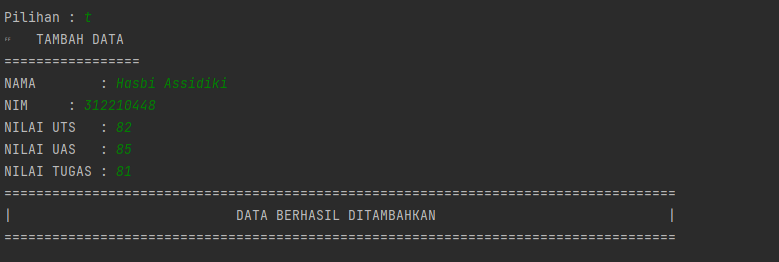 Pilihan : t
" TAMBAH DATA
=================
NAMA : Hasbi Assidiki
NIM : 312210448
NILAI UTS : 82
NILAI UAS : 85
NILAI TUGAS : 81
====================================================================================
| DATA BERHASIL DITAMBAHKAN |
====================================================================================